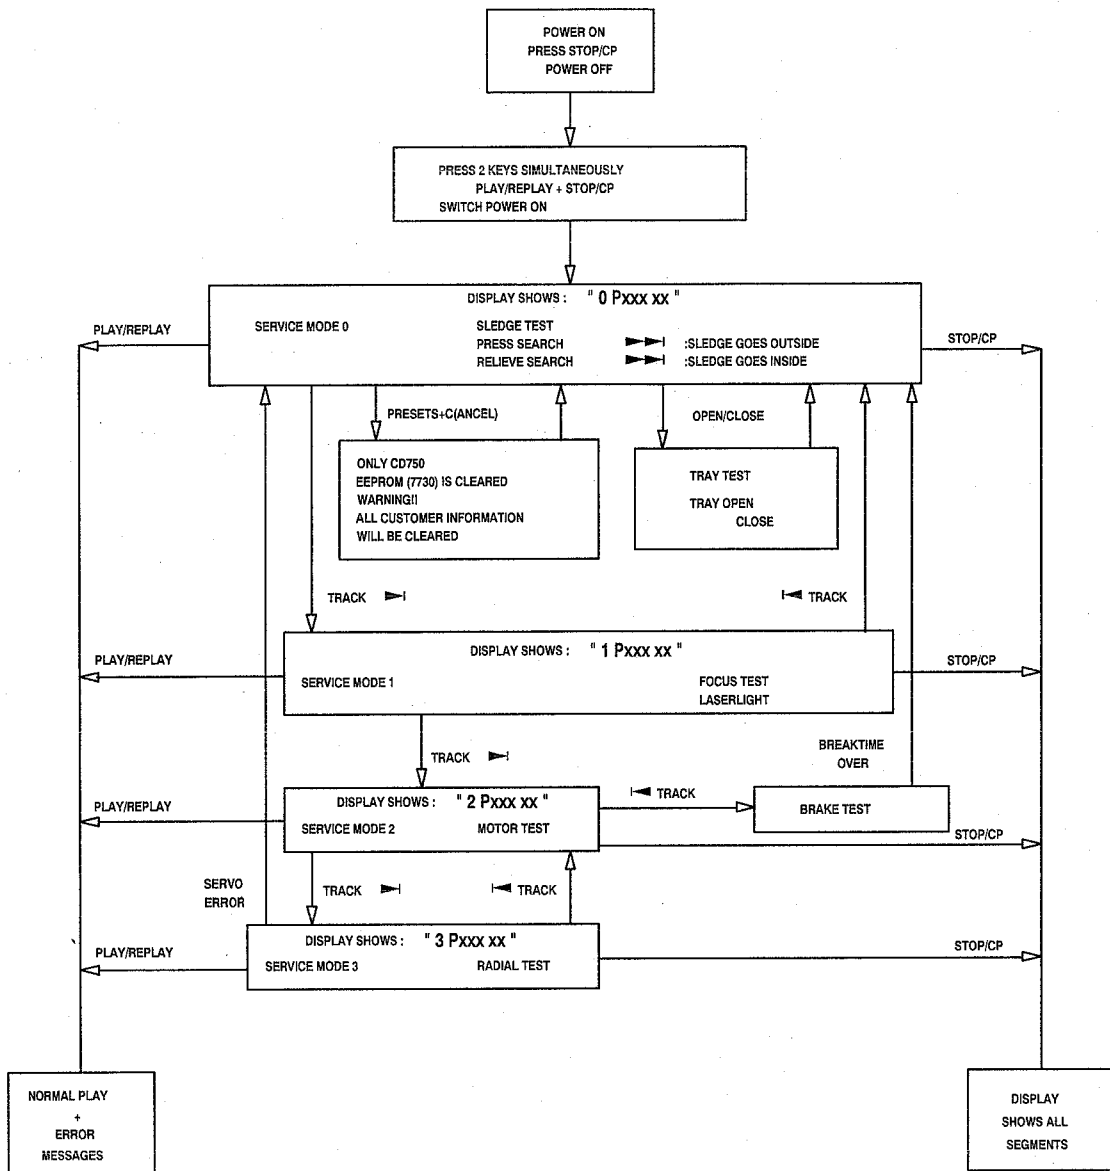 POWER ON
PRESS STOP/CP
POWER OFF
PRESS 2 KEYS SIMULTANEOUSLY
PLAY/REPLAY + STOP/CP
SWITCH POWER ON
DISPLAY SHOWS : " 0 Pxxx xx "
SERVICE MODE 0 SLEDGE TEST
PRESS SEARCH :SLEDGE GOES OUTSIDE
RELIEVE SEARCH :SLEDGE GOES INSIDE
PLAY/REPLAY
STOP/CP
PRESETS+C(ANCEL)
OPEN/CLOSE
ONLY CD750
EEPROM (7730) IS CLEARED
WARNING!!
ALL CUSTOMER INFORMATION
WILL BE CLEARED
TRAY TEST
TRAY OPEN
CLOSE
TRACK
TRACK
DISPLAY SHOWS : " 1 Pxxx xx "
SERVICE MODE 1 FOCUS TEST
LASERLIGHT
PLAY/REPLAY
STOP/CP
TRACK
BREAKTIME
OVER
DISPLAY SHOWS : " 2 Pxxx xx "
SERVICE MODE 2 MOTOR TEST
PLAY/REPLAY
TRACK
BRAKE TEST
STOP/CP
SERVO
ERROR
TRACK
TRACK
DISPLAY SHOWS : " 3 Pxxx xx "
SERVICE MODE 3 RADIAL TEST
PLAY/REPLAY
STOP/CP
NORMAL PLAY
+
ERROR
MESSAGES
DISPLAY
SHOWS ALL
SEGMENTS